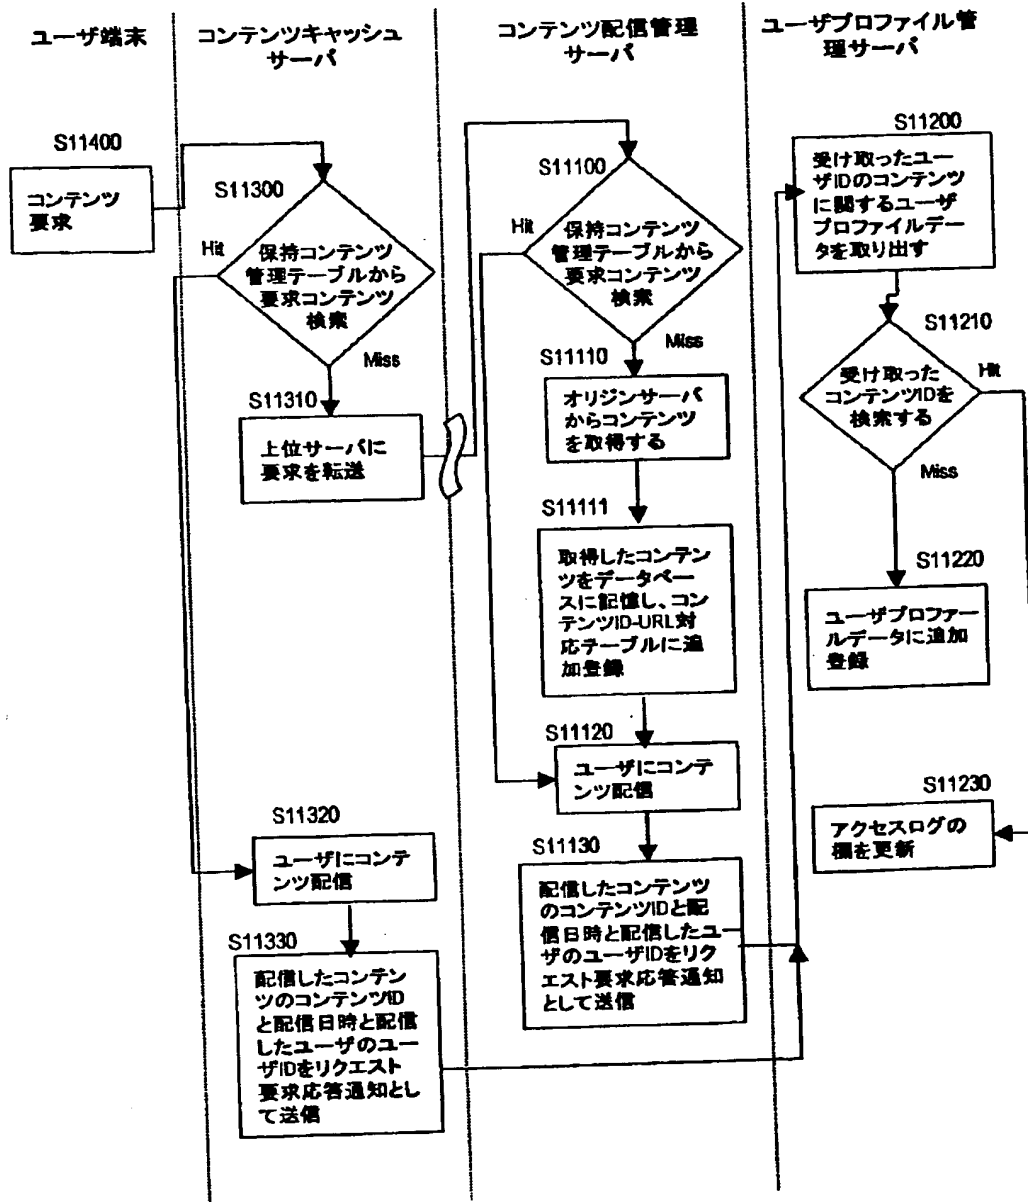 ユーザ端末
コンテンツキャッシュ
サーバ
コンテンツ配信管理
サーバ
ユーザプロファイル管
理サーバ
S11400
コンテンツ
要求
S11300
Hit
保持コンテンツ
管理テーブルから
要求コンテンツ
検索
Miss
S11310
上位サーバに
要求を転送
S11320
ユーザにコンテ
ンツ配信
S11330
配信したコンテン
ツのコンテンツID
と配信日時と配信
したユーザのユー
ザIDをリクエスト
要求応答通知とし
て送信
S11100
Hit
保持コンテンツ
管理テーブルから
要求コンテンツ
検索
Miss
S11110
オリジンサーバ
からコンテンツ
を取得する
S11111
取得したコンテン
ツをデータベー
スに記憶し、コン
テンツID-URL対
応テーブルに追
加登録
S11120
ユーザにコンテ
ンツ配信
S11130
配信したコンテンツ
のコンテンツIDと配
信日時と配信したユー
ザのユーザIDをリク
エスト要求応答通知
として送信
S11200
受け取ったユー
ザIDのコンテンツ
に関するユーザ
プロファイルデー
タを取り出す
S11210
受け取った
コンテンツIDを
検索する
Hit
Miss
S11220
ユーザプロファー
ルデータに追加
登録
S11230
アクセスログの
欄を更新